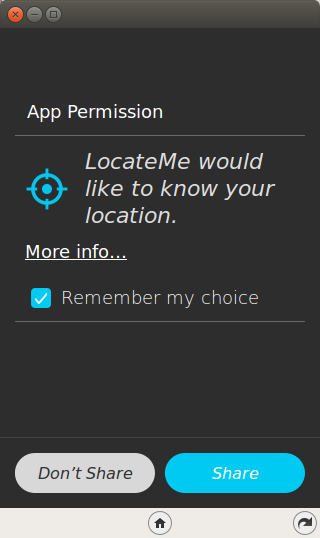 App Permission
LocateMe would
like to know your
location.
More info...
Remember my choice
Don't Share
Share